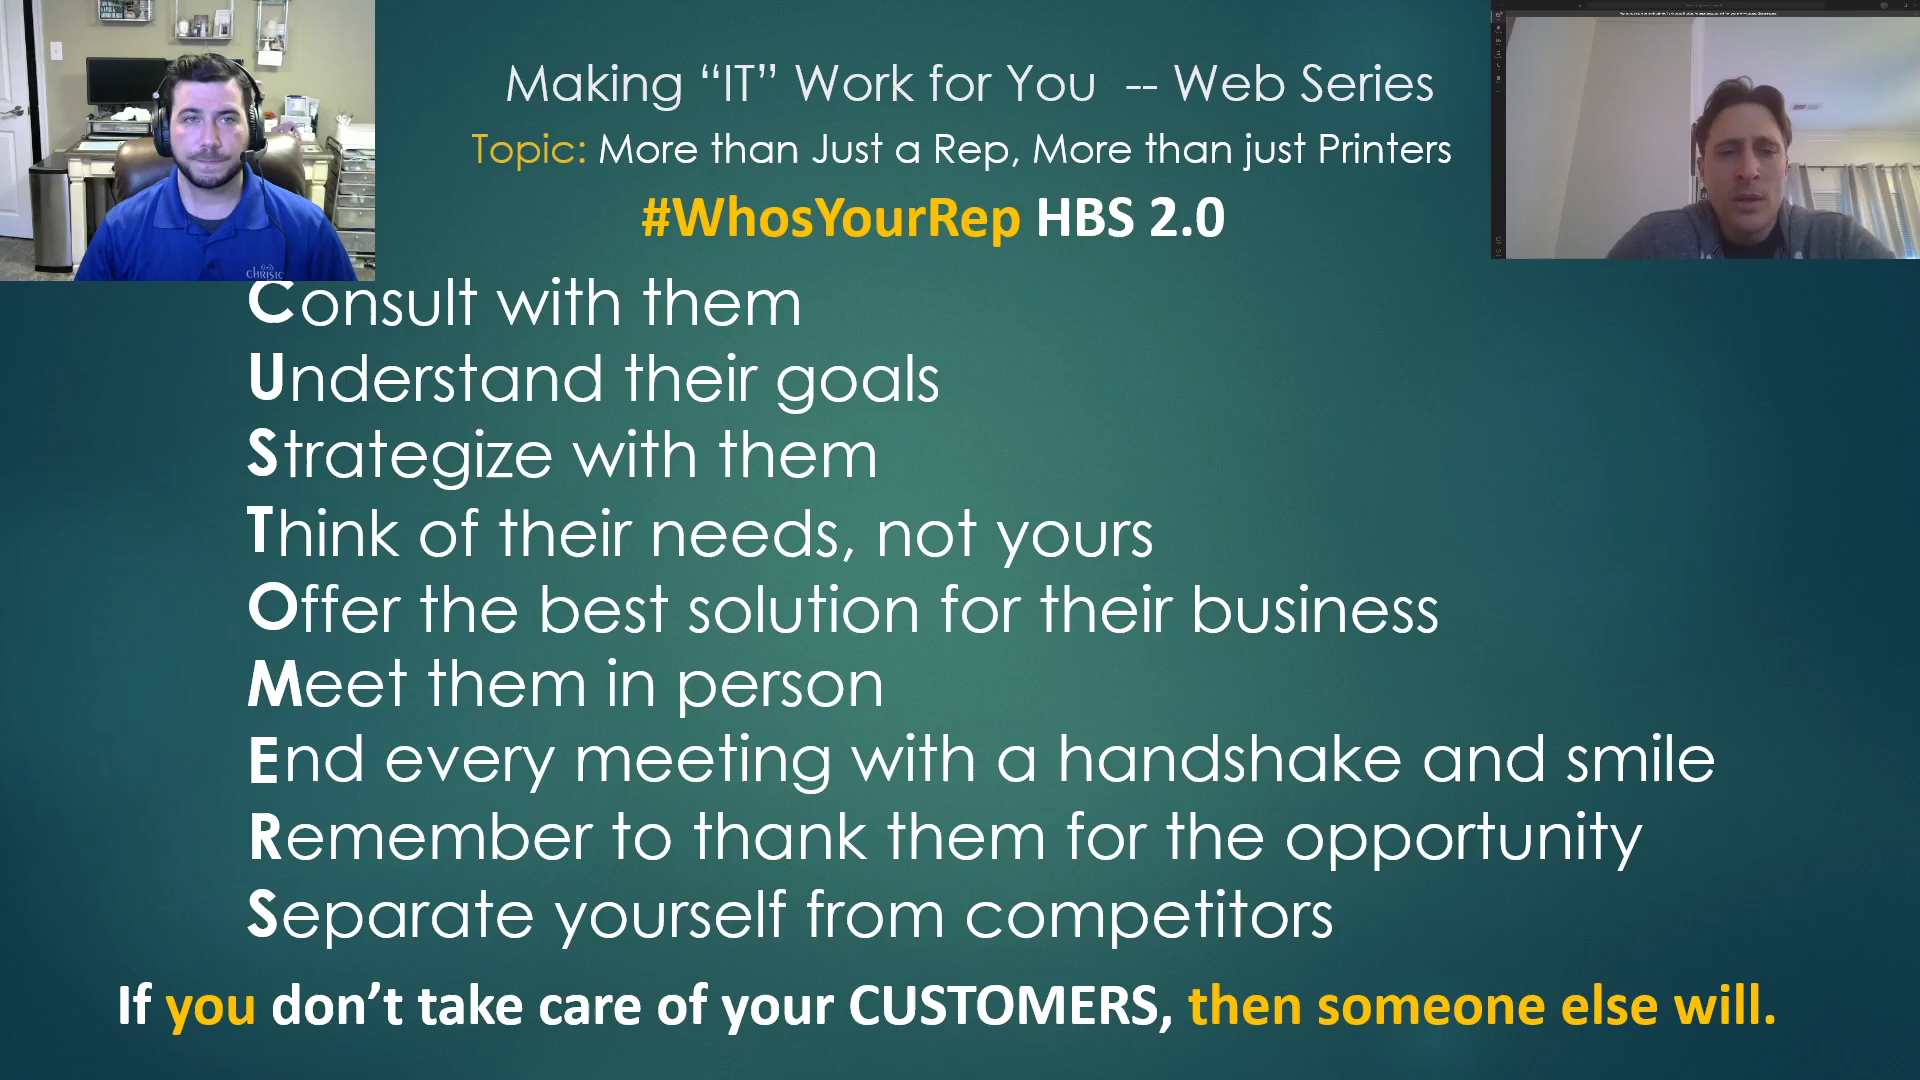 Making “IT” Work for You -- Web Series
Topic: More than Just a Rep, More than just Printers
#WhosYourRep HBS 2.0
CHRISTC
Consult with them
Understand their goals
Strategize with them
Think of their needs, not yours
Offer the best solution for their business
Meet them in person
End every meeting with a handshake and smile
Remember to thank them for the opportunity
Separate yourself from competitors
If you don’t take care of your CUSTOMERS, then someone else will.